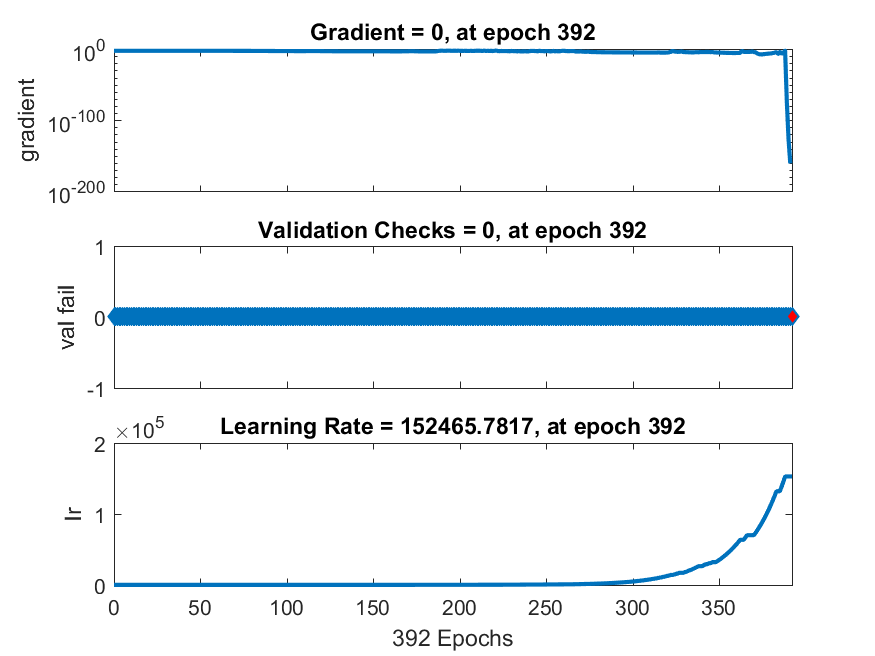 Gradient = 0, at epoch 392
10^0
10^-100
10^-200
gradient
Validation Checks = 0, at epoch 392
1
0
-1
val fail
Learning Rate = 152465.7817, at epoch 392
×10^5
2
1
0
lr
0 50 100 150 200 250 300 350
392 Epochs